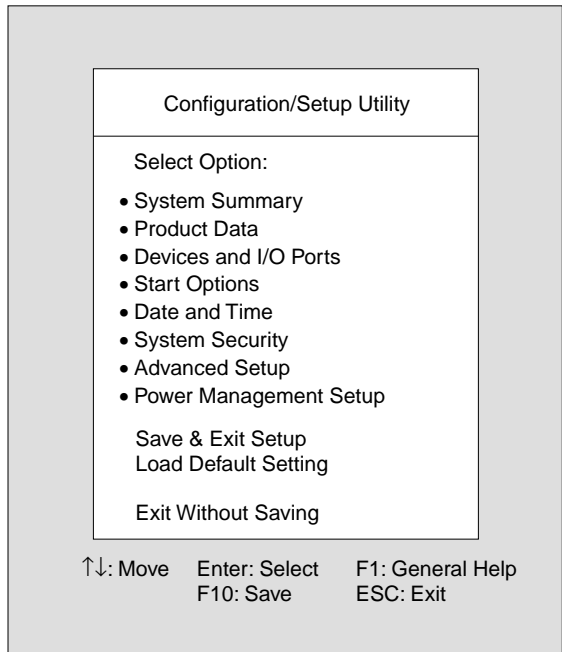 Configuration/Setup Utility
Select Option:
• System Summary
• Product Data
• Devices and I/O Ports
• Start Options
• Date and Time
• System Security
• Advanced Setup
• Power Management Setup
Save & Exit Setup
Load Default Setting
Exit Without Saving
↑↓: Move Enter: Select F1: General Help
F10: Save ESC: Exit